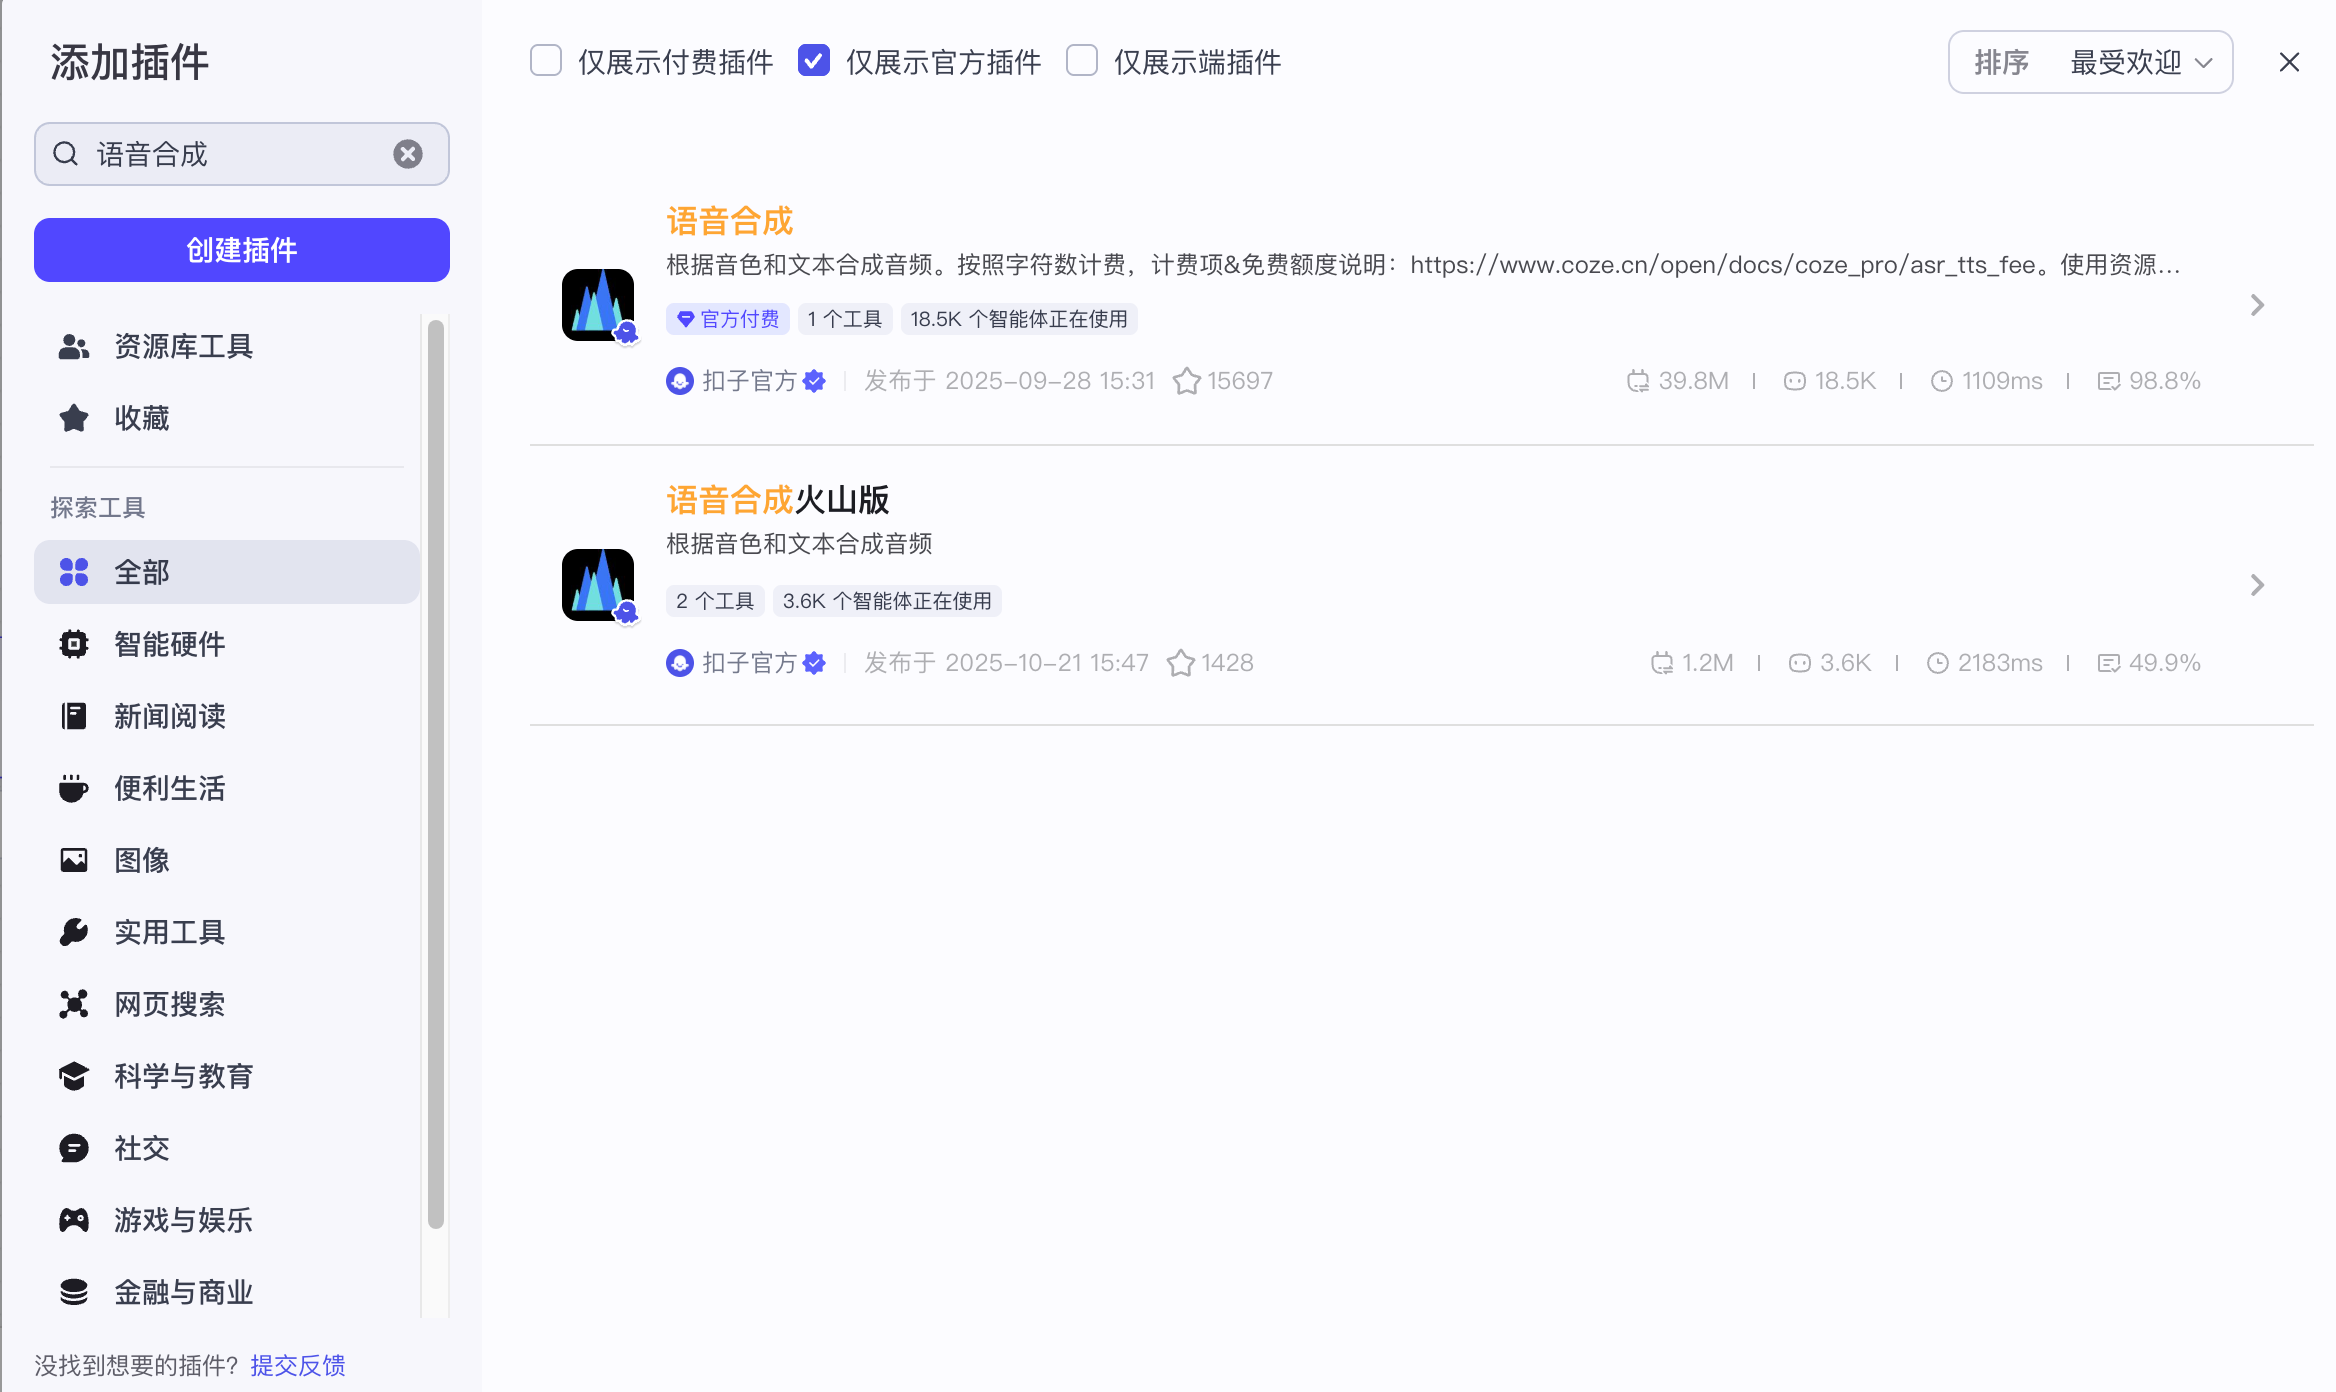 添加插件
语音合成
创建插件
资源库工具
收藏
探索工具
全部
智能硬件
新闻阅读
便利生活
图像
实用工具
网页搜索
科学与教育
社交
游戏与娱乐
金融与商业
没找到想要的插件？提交反馈
仅展示付费插件 仅展示官方插件 仅展示端插件
排序 最受欢迎
语音合成
根据音色和文本合成音频。按照字符数计费，计费项&免费额度说明：https://www.coze.cn/open/docs/coze_pro/asr_tts_fee。使用资源...
官方付费 1 个工具 18.5K 个智能体正在使用
扣子官方 发布于 2025-09-28 15:31 15697 39.8M 18.5K 1109ms 98.8%
语音合成火山版
根据音色和文本合成音频
2 个工具 3.6K 个智能体正在使用
扣子官方 发布于 2025-10-21 15:47 1428 1.2M 3.6K 2183ms 49.9%